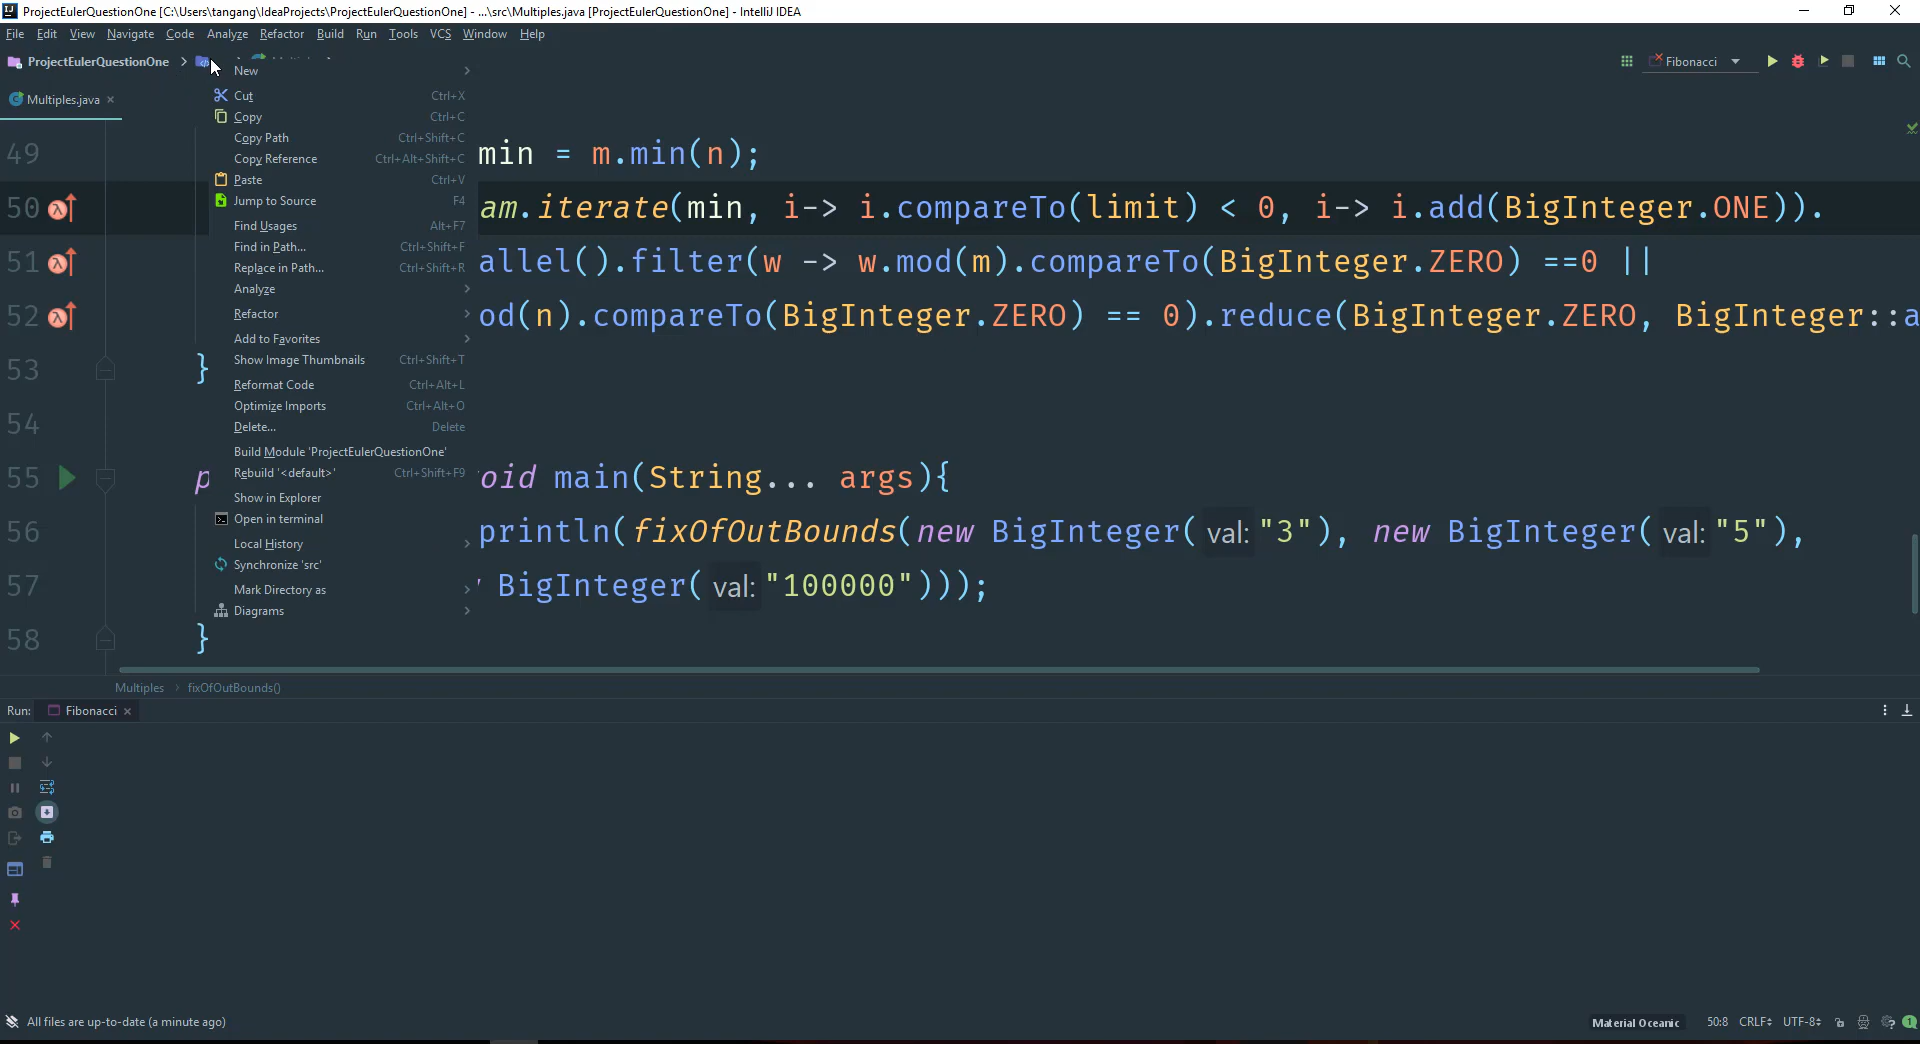 ProjectEulerQuestionOne [C:\Users\tangang\IdeaProjects\ProjectEulerQuestionOne] - ...\src\Multiples.java [ProjectEulerQuestionOne] - IntelliJ IDEA
File Edit View Navigate Code Analyze Refactor Build Run Tools VCS Window Help
ProjectEulerQuestionOne
Fibonacci
Multiples.java
New
Cut Ctrl+X
Copy Ctrl+C
Copy Path Ctrl+Shift+C
Copy Reference Ctrl+Alt+Shift+C
Paste Ctrl+V
Jump to Source F4
Find Usages Alt+F7
Find in Path... Ctrl+Shift+F
Replace in Path... Ctrl+Shift+R
Analyze
Refactor
Add to Favorites
Show Image Thumbnails Ctrl+Shift+T
Reformat Code Ctrl+Alt+L
Optimize Imports Ctrl+Alt+O
Delete... Delete
Build Module 'ProjectEulerQuestionOne'
Rebuild '<default>' Ctrl+Shift+F9
Show in Explorer
Open in terminal
Local History
Synchronize 'src'
Mark Directory as
Diagrams
49 min = m.min(n);
50 am.iterate(min, i-> i.compareTo(limit) < 0, i-> i.add(BigInteger.ONE)).
51 allel().filter(w -> w.mod(m).compareTo(BigInteger.ZERO) ==0 ||
52 od(n).compareTo(BigInteger.ZERO) == 0).reduce(BigInteger.ZERO, BigInteger::a
53 }
54
55 p oid main(String... args){
56 println(fixOfOutBounds(new BigInteger( val: "3"), new BigInteger( val: "5"),
57 BigInteger( val: "100000")));
58 }
Multiples fixOfOutBounds()
Run: Fibonacci
All files are up-to-date (a minute ago)
Material Oceanic 50:8 CRLF UTF-8 1